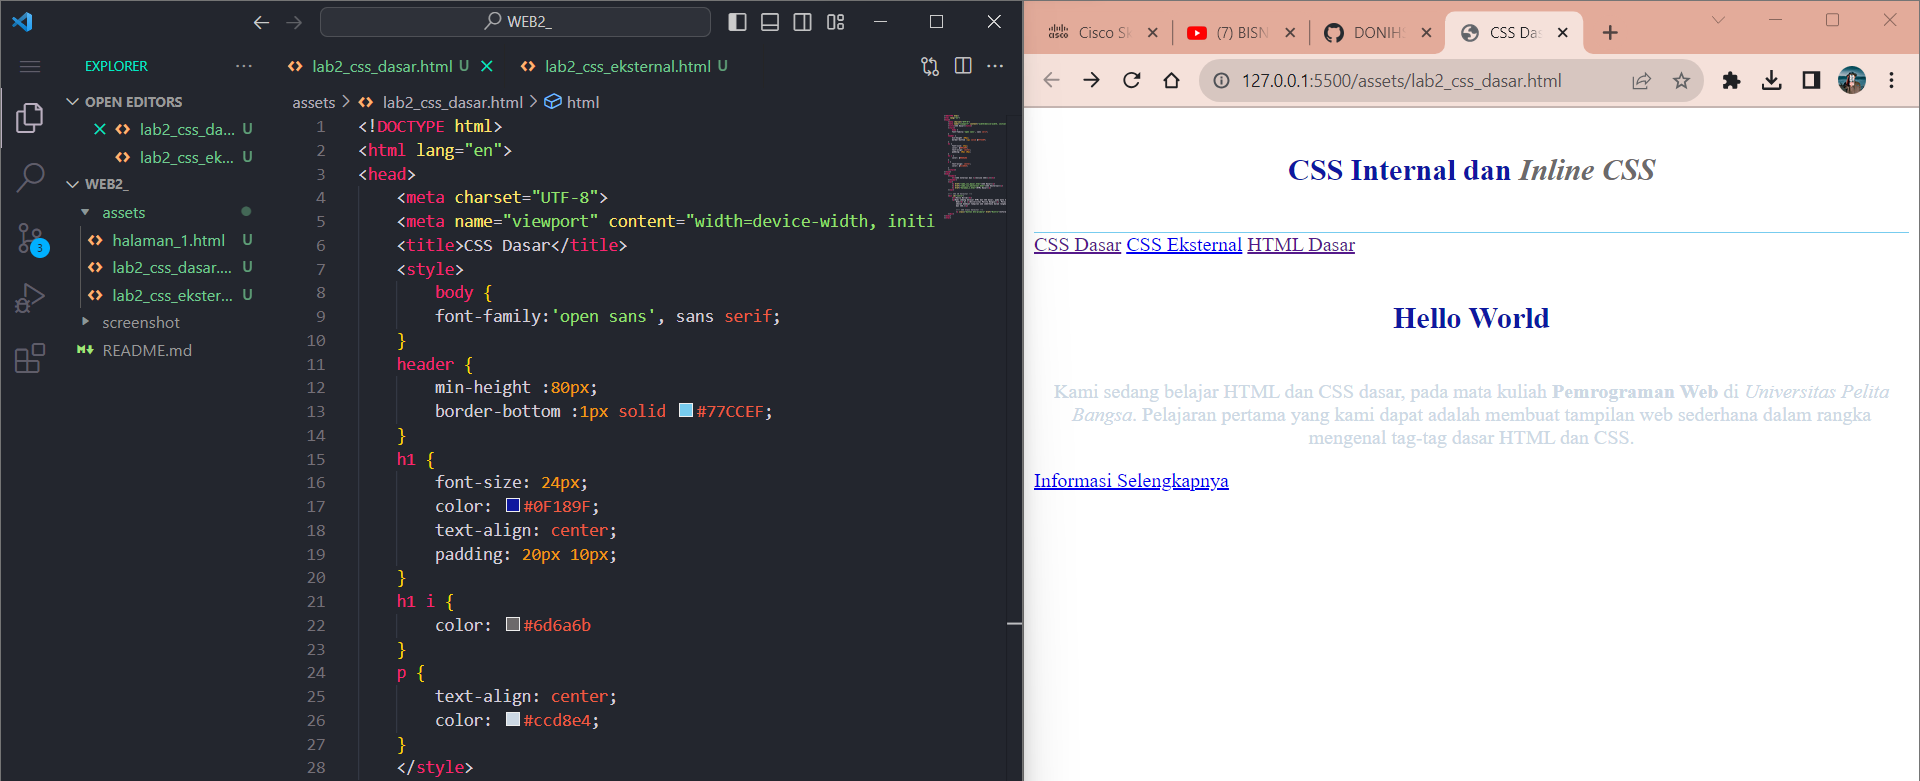 WEB2_
EXPLORER
OPEN EDITORS
lab2_css_da... U
lab2_css_ek... U
WEB2_
assets
halaman_1.html U
lab2_css_dasar.... U
lab2_css_ekster... U
screenshot
README.md
3
lab2_css_dasar.html U
lab2_css_eksternal.html U
assets > lab2_css_dasar.html > html
1 <!DOCTYPE html>
2 <html lang="en">
3 <head>
4 <meta charset="UTF-8">
5 <meta name="viewport" content="width=device-width, initi
6 <title>CSS Dasar</title>
7 <style>
8 body {
9 font-family:'open sans', sans serif;
10 }
11 header {
12 min-height :80px;
13 border-bottom :1px solid #77CCEF;
14 }
15 h1 {
16 font-size: 24px;
17 color: #0F189F;
18 text-align: center;
19 padding: 20px 10px;
20 }
21 h1 i {
22 color: #6d6a6b
23 }
24 p {
25 text-align: center;
26 color: #ccd8e4;
27 }
28 </style>
Cisco Sk
(7) BISN
DONIHS
CSS Das
127.0.0.1:5500/assets/lab2_css_dasar.html
CSS Internal dan Inline CSS
CSS Dasar CSS Eksternal HTML Dasar
Hello World
Kami sedang belajar HTML dan CSS dasar, pada mata kuliah Pemrograman Web di Universitas Pelita
Bangsa. Pelajaran pertama yang kami dapat adalah membuat tampilan web sederhana dalam rangka
mengenal tag-tag dasar HTML dan CSS.
Informasi Selengkapnya